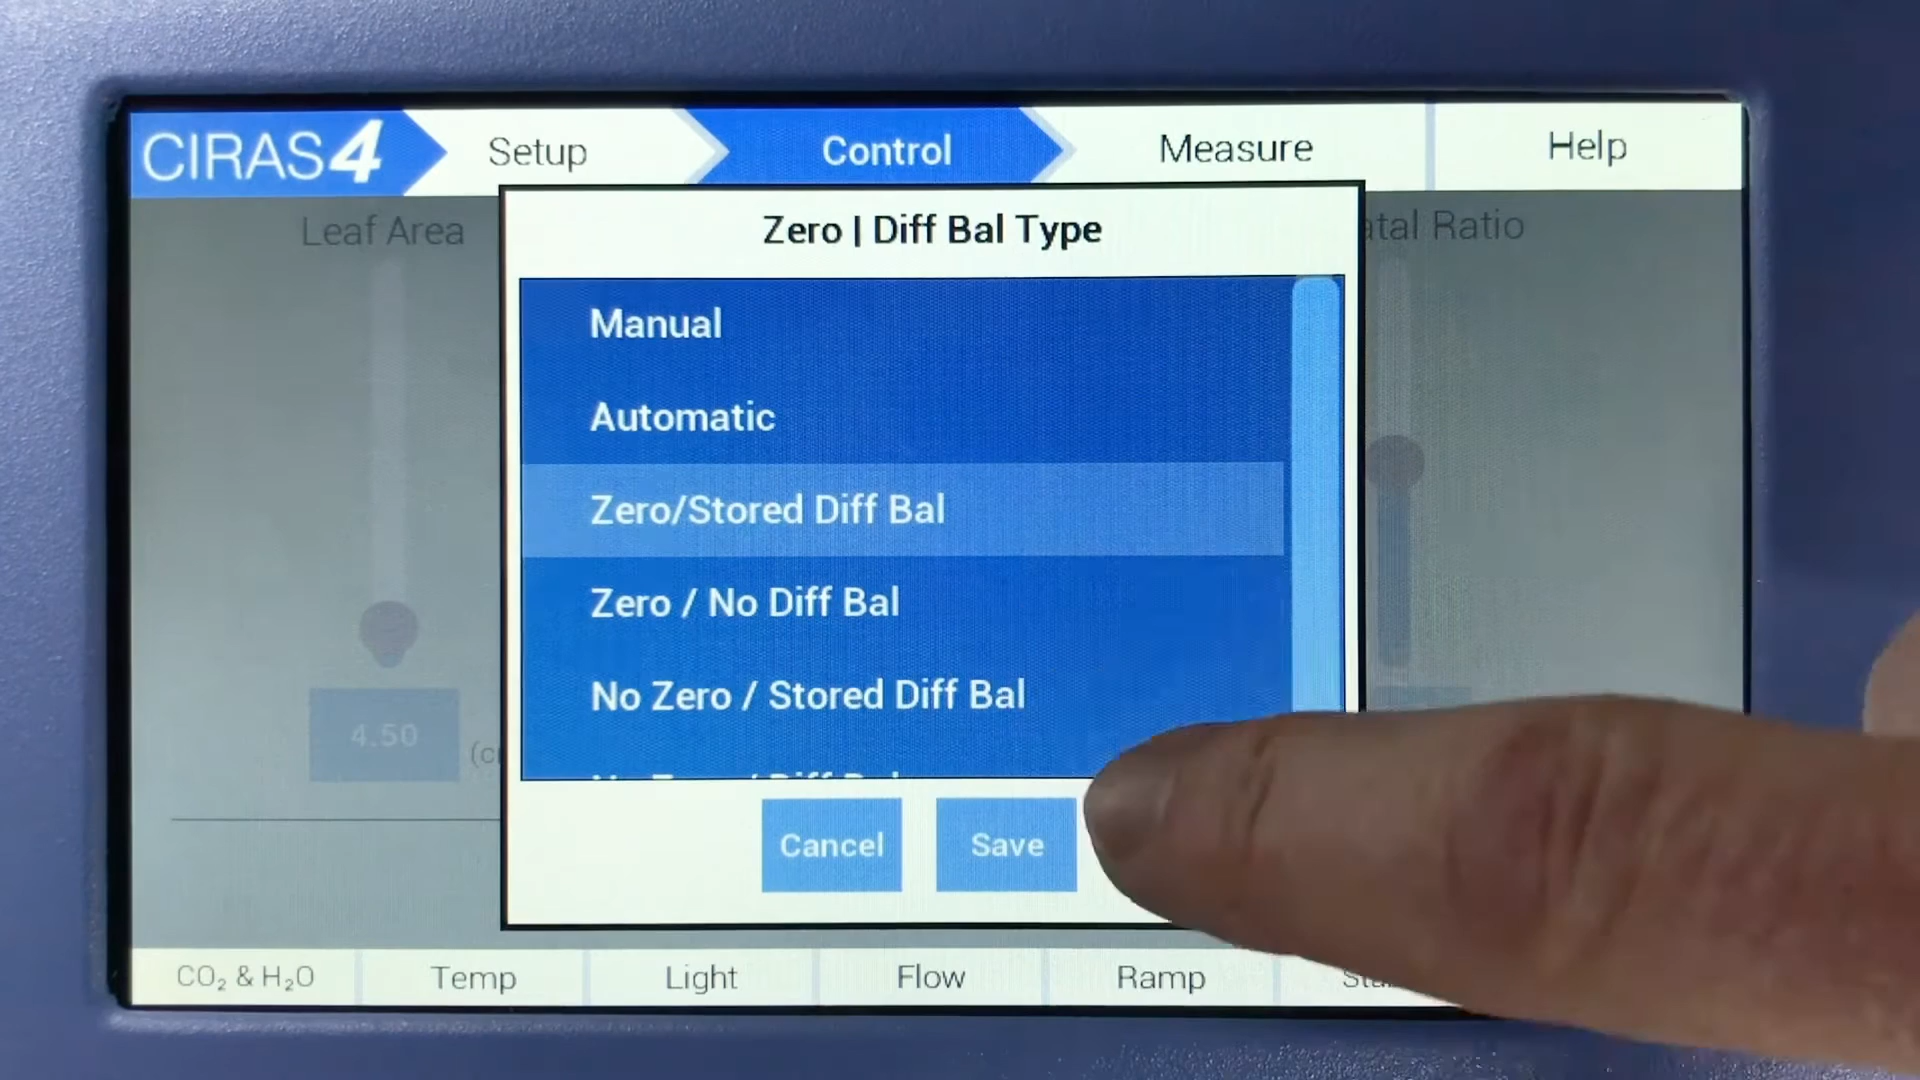 CIRAS4
Setup
Control
Measure
Help
Leaf Area
Zero | Diff Bal Type
Ratio
Manual
Automatic
Zero/Stored Diff Bal
Zero / No Diff Bal
No Zero / Stored Diff Bal
4.50
Cancel
Save
CO₂ & H₂O
Temp
Light
Flow
Ramp